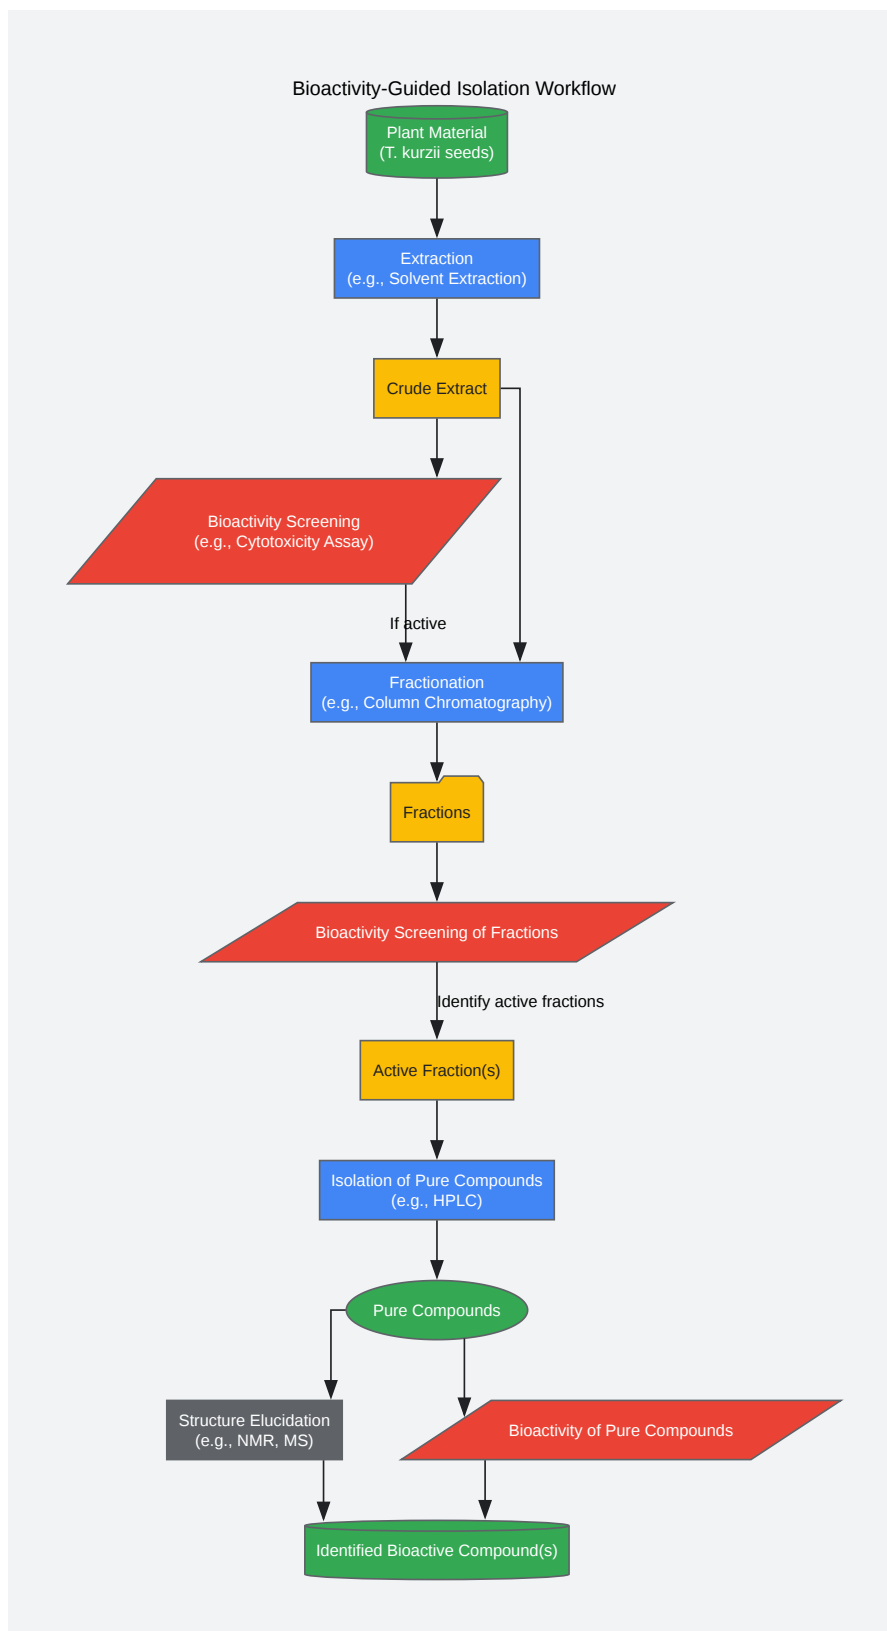 Bioactivity-Guided Isolation Workflow
Plant Material
(T. kurzii seeds)
Extraction
(e.g., Solvent Extraction)
Crude Extract
Bioactivity Screening
(e.g., Cytotoxicity Assay)
If active
Fractionation
(e.g., Column Chromatography)
Fractions
Bioactivity Screening of Fractions
Identify active fractions
Active Fraction(s)
Isolation of Pure Compounds
(e.g., HPLC)
Pure Compounds
Structure Elucidation
(e.g., NMR, MS)
Bioactivity of Pure Compounds
Identified Bioactive Compound(s)